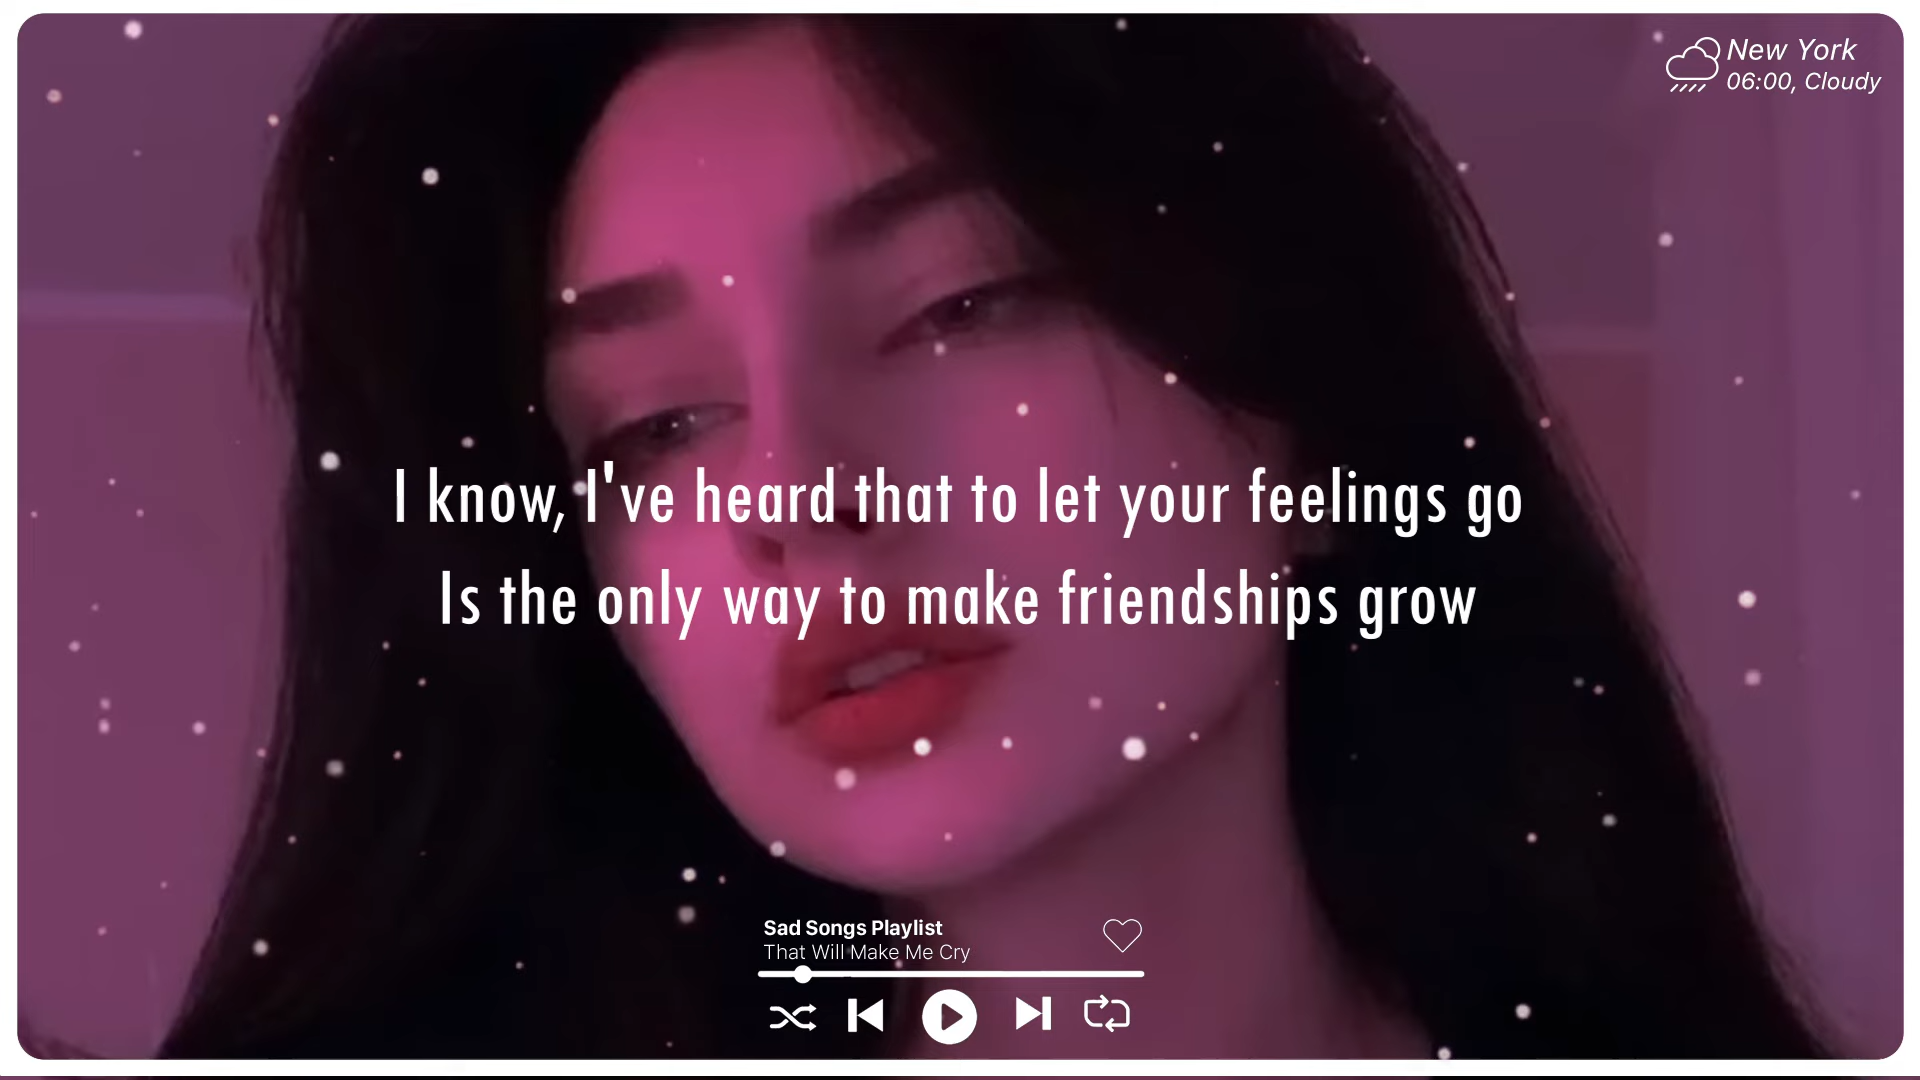 New York
06:00, Cloudy
I know, I've heard that to let your feelings go
Is the only way to make friendships grow
Sad Songs Playlist
That Will Make Me Cry